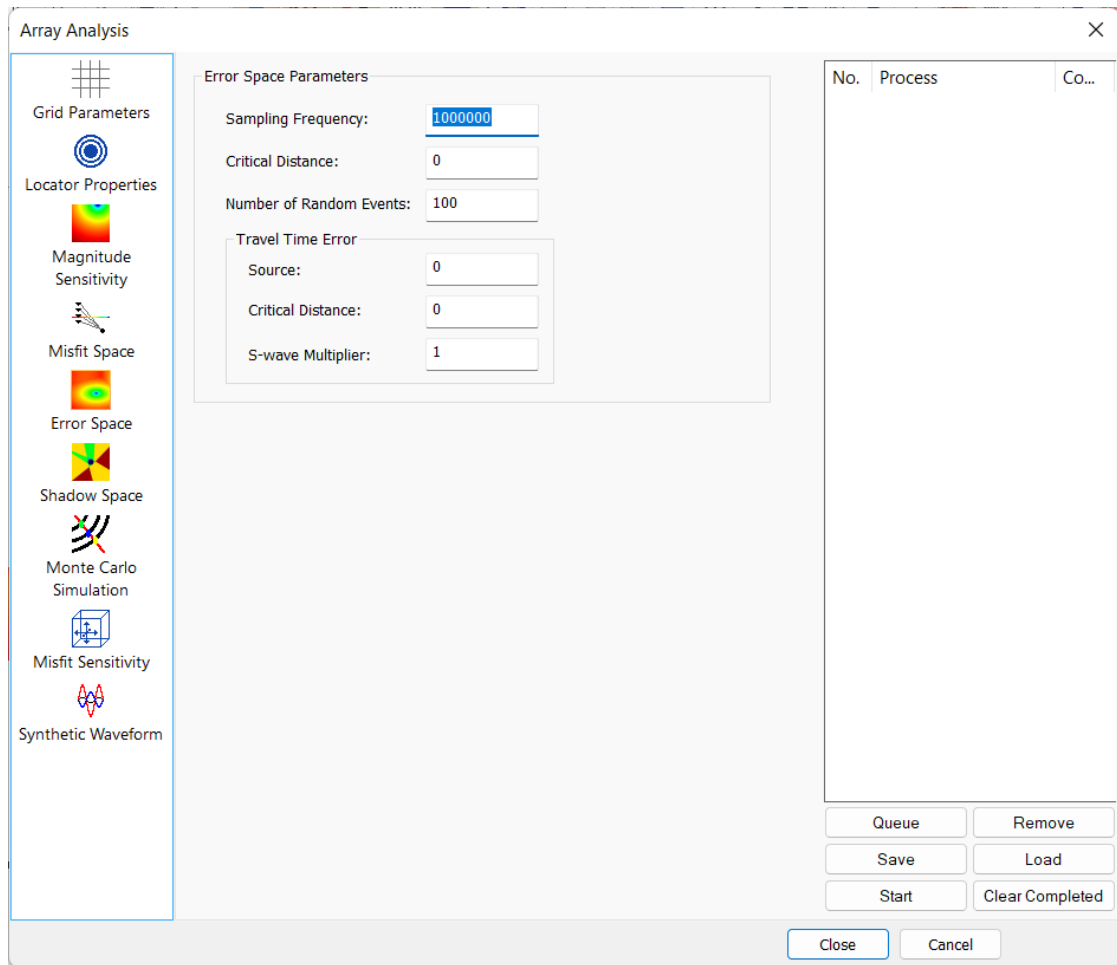 Array Analysis
Grid Parameters
Locator Properties
Magnitude
Sensitivity
Misfit Space
Error Space
Shadow Space
Monte Carlo
Simulation
Misfit Sensitivity
Synthetic Waveform
Error Space Parameters
Sampling Frequency: 1000000
Critical Distance: 0
Number of Random Events: 100
Travel Time Error
Source: 0
Critical Distance: 0
S-wave Multiplier: 1
No. Process Co...
Queue Remove
Save Load
Start Clear Completed
Close Cancel